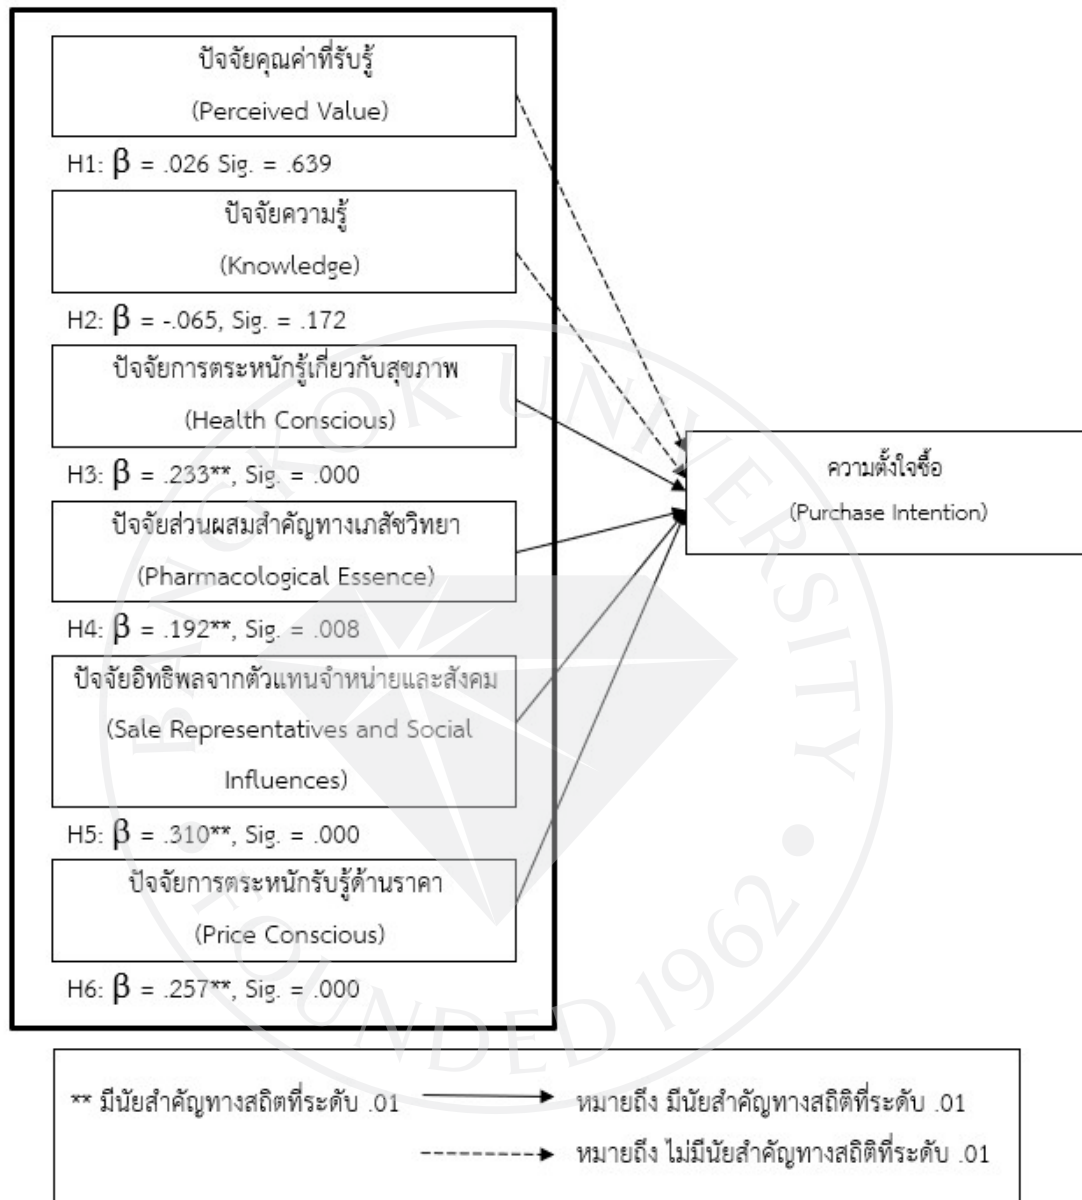 ปัจจัยคุณค่าที่รับรู้
(Perceived Value)
H1: β = .026 Sig. = .639
ปัจจัยความรู้
(Knowledge)
H2: β = -.065, Sig. = .172
ปัจจัยการตระหนักรู้เกี่ยวกับสุขภาพ
(Health Conscious)
H3: β = .233**, Sig. = .000
ปัจจัยส่วนผสมสำคัญทางเภสัชวิทยา
(Pharmacological Essence)
H4: β = .192**, Sig. = .008
ปัจจัยอิทธิพลจากตัวแทนจำหน่ายและสังคม
(Sale Representatives and Social
Influences)
H5: β = .310**, Sig. = .000
ปัจจัยการตระหนักรับรู้ด้านราคา
(Price Conscious)
H6: β = .257**, Sig. = .000
ความตั้งใจซื้อ
(Purchase Intention)
** มีนัยสำคัญทางสถิตที่ระดับ .01
หมายถึง มีนัยสำคัญทางสถิติที่ระดับ .01
หมายถึง ไม่มีนัยสำคัญทางสถิติที่ระดับ .01
BANGKOK UNIVERSITY
FOUNDED 1962